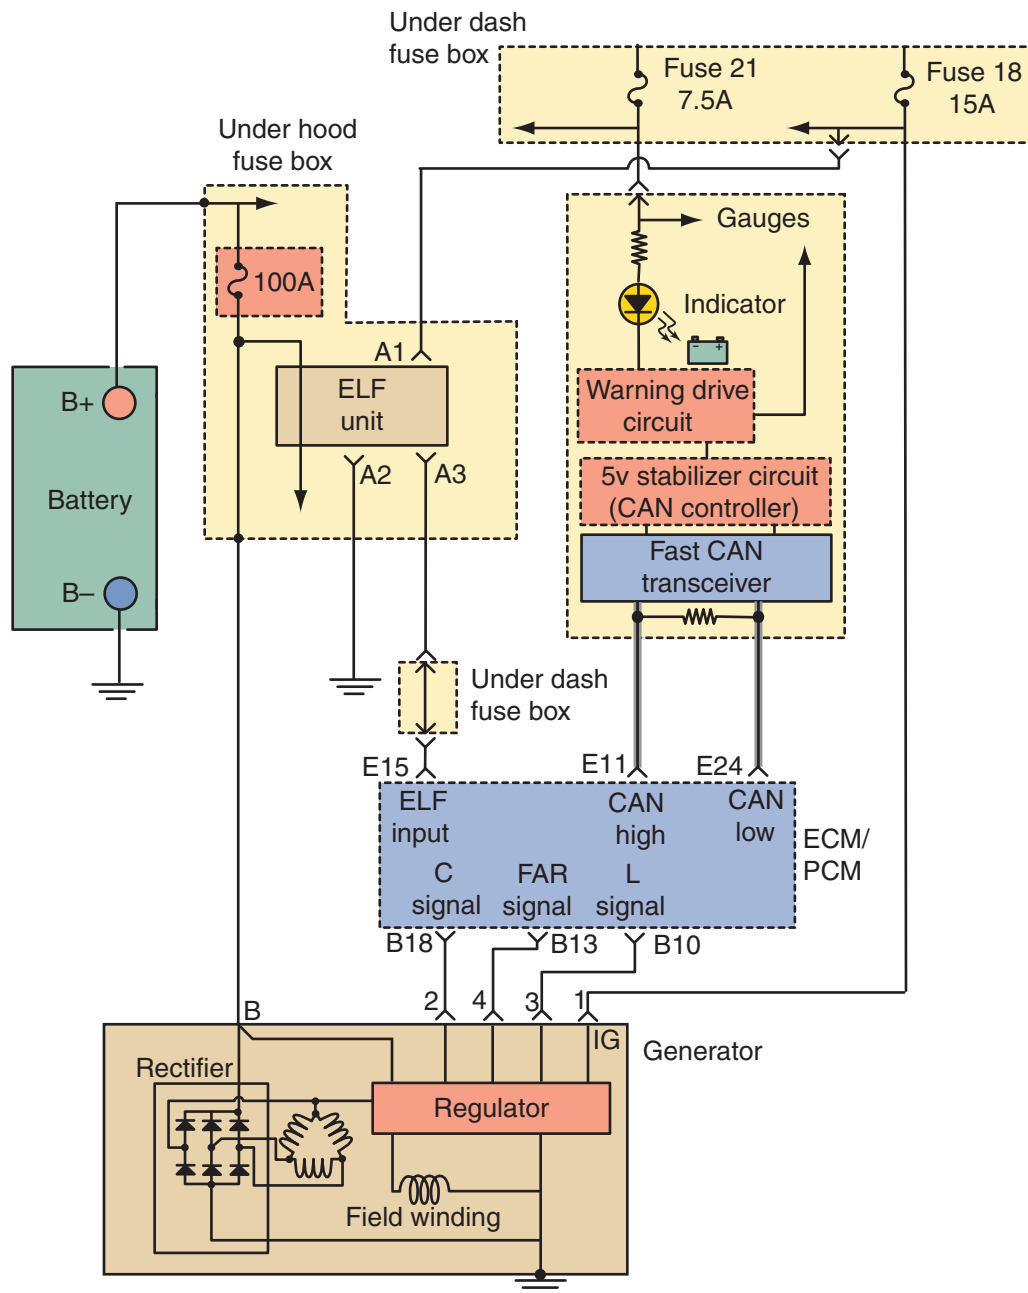 Under dash
fuse box
Fuse 21
7.5A
Fuse 18
15A
Under hood
fuse box
100A
Gauges
Indicator
− +
A1
ELF
unit
A2
A3
B+
Battery
B–
Warning drive
circuit
5v stabilizer circuit
(CAN controller)
Fast CAN
transceiver
Under dash
fuse box
E15
E11
E24
ELF
input
CAN
high
CAN
low
ECM/
PCM
C
signal
FAR
signal
L
signal
B18
B13
B10
2
4
3
1
B
IG
Generator
Rectifier
Regulator
Field winding